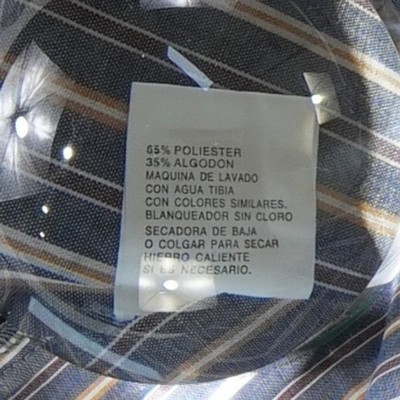 65% POLIESTER
35% ALGODON
MAQUINA DE LAVADO
CON AGUA TIBIA
CON COLORES SIMILARES.
BLANQUEADOR SIN CLORO
SECADORA DE BAJA
O COLGAR PARA SECAR
HIERRO CALIENTE
SI ES NECESARIO.